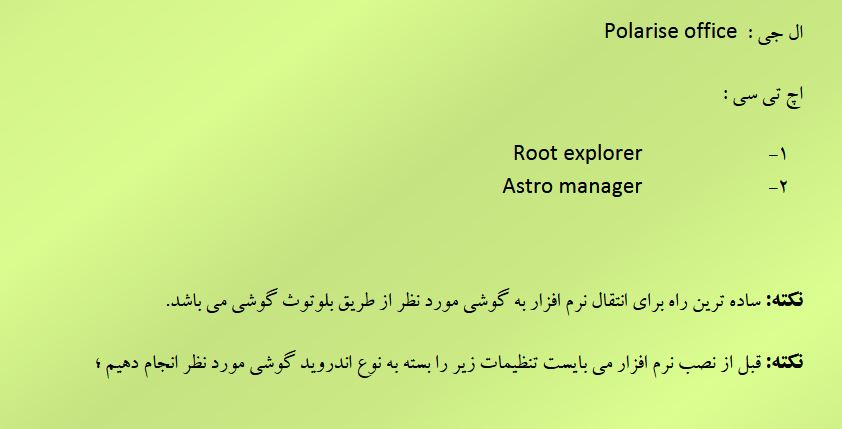 ال جی : Polarise office
اچ تی سی :
۱- Root explorer
۲- Astro manager
نکته: ساده ترین راه برای انتقال نرم افزار به گوشی مورد نظر از طریق بلوتوث گوشی می باشد.
نکته: قبل از نصب نرم افزار می بایست تنظیمات زیر را بسته به نوع اندروید گوشی مورد نظر انجام دهیم ؛